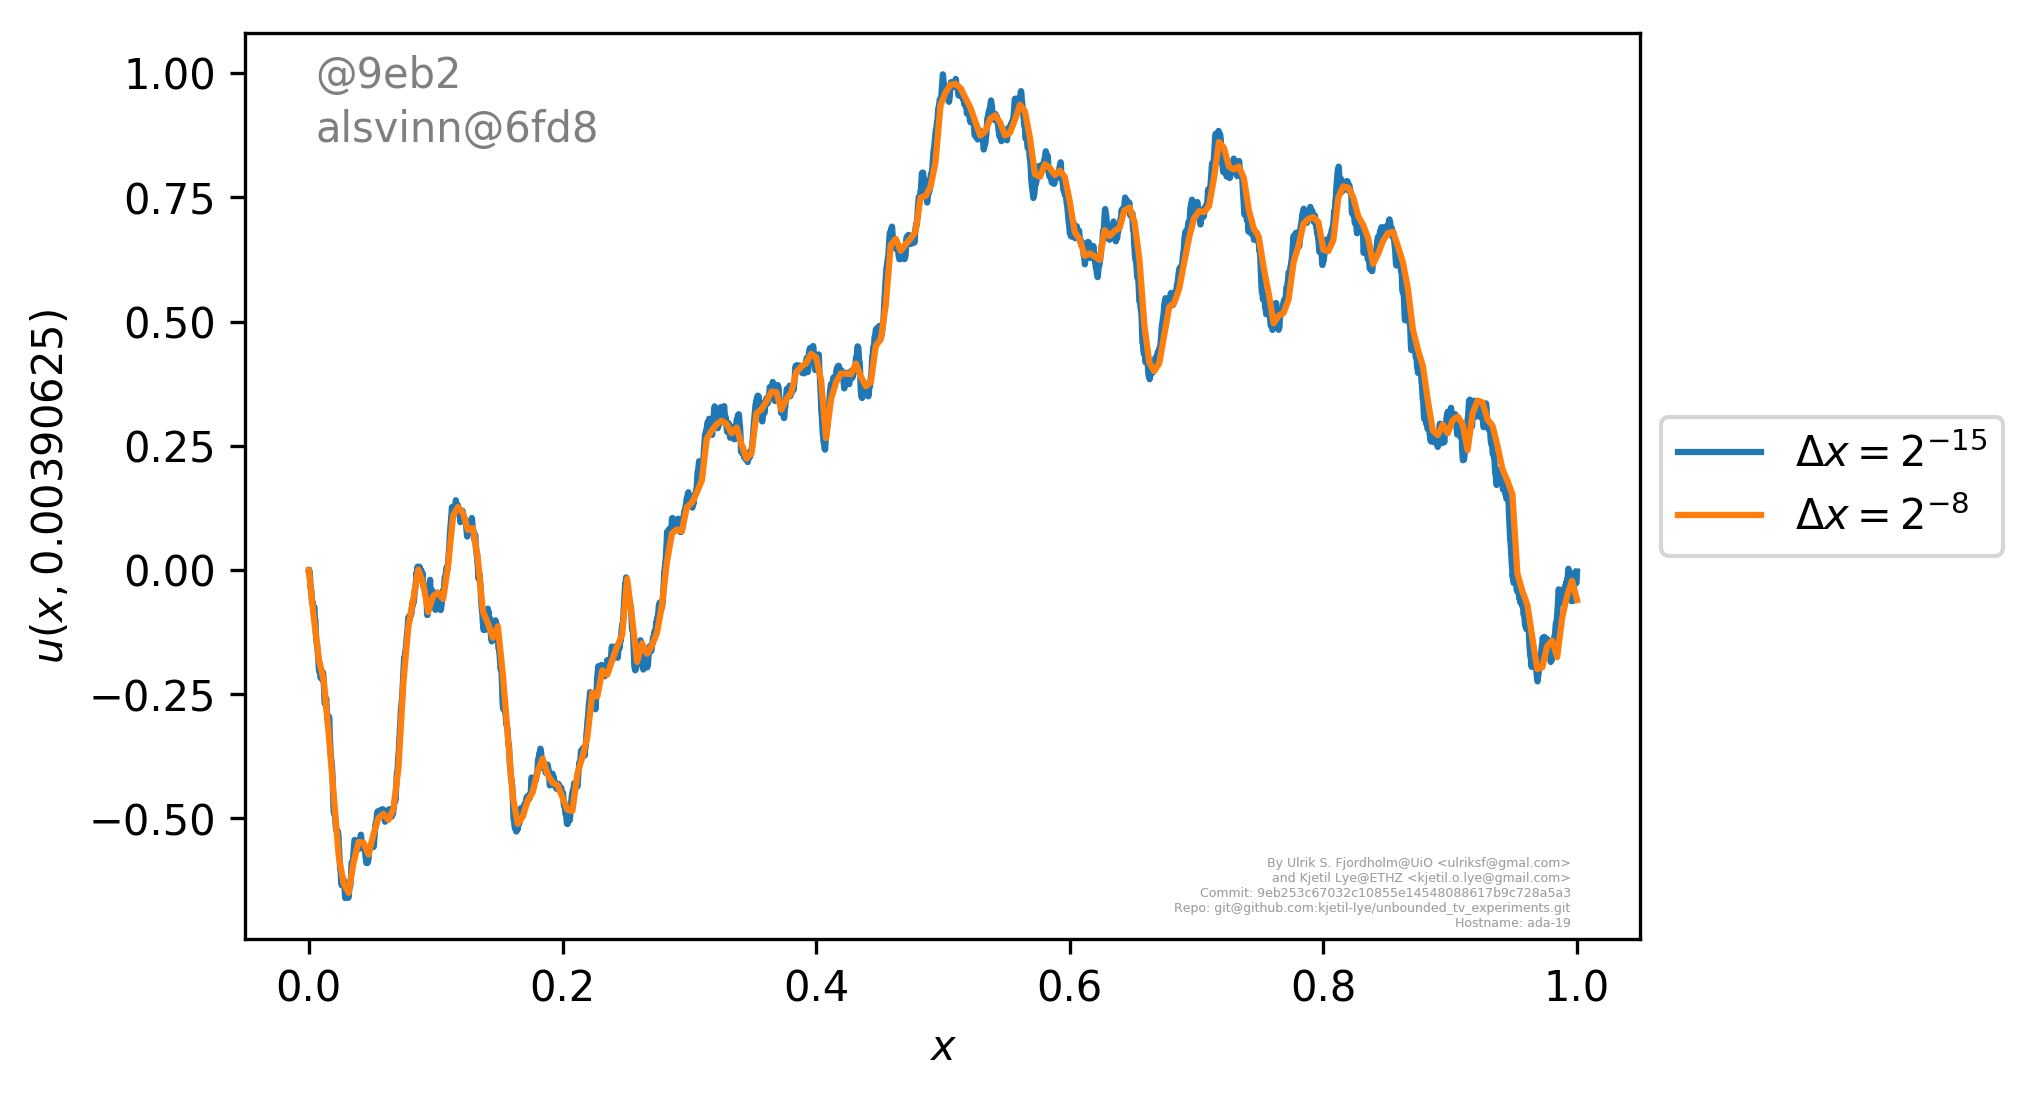 @9eb2
alsvinn@6fd8
1.00
0.75
0.50
0.25
0.00
−0.25
−0.50
u(x, 0.00390625)
0.0 0.2 0.4 0.6 0.8 1.0
x
Δx = 2⁻¹⁵
Δx = 2⁻⁸
By Ulrik S. Fjordholm@UiO <ulriksf@gmal.com>
and Kjetil Lye@ETHZ <kjetil.o.lye@gmail.com>
Commit: 9eb253c67032c10855e14548088617b9c728a5a3
Repo: git@github.com:kjetil-lye/unbounded_tv_experiments.git
Hostname: ada-19